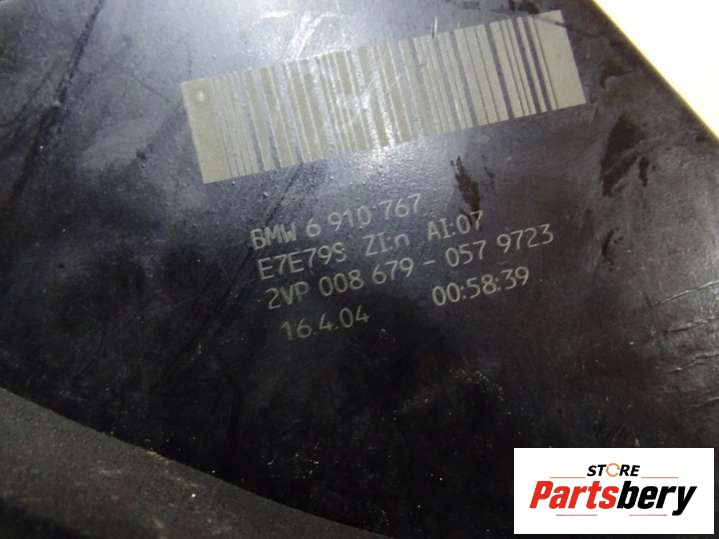 BMW 6 910 767
E7E79S ZI:n AI:07
2VP 008 679 - 057 9723
16.4.04 00:58:39
STORE
Partsbery